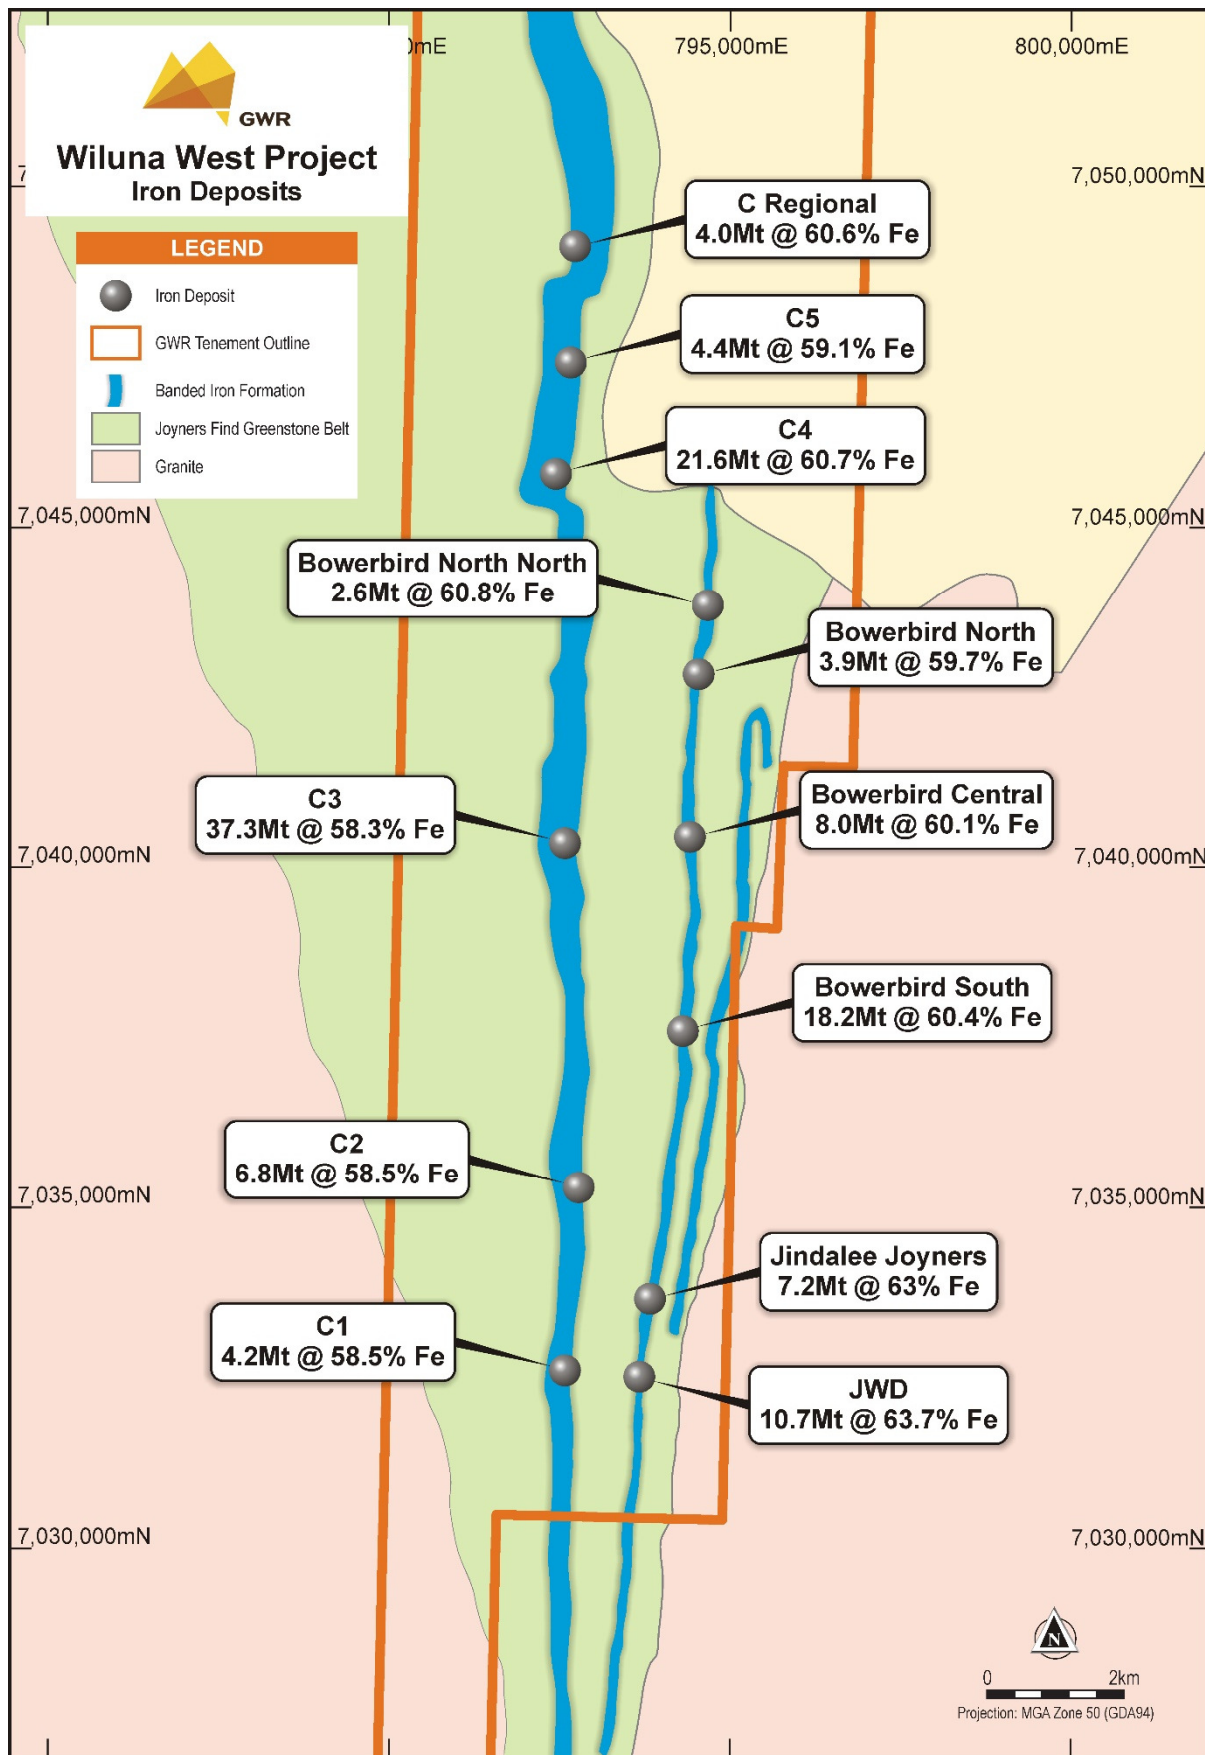 0mE
795,000mE
800,000mE
GWR
Wiluna West Project
Iron Deposits
7,050,000mN
C Regional
4.0Mt @ 60.6% Fe
LEGEND
Iron Deposit
GWR Tenement Outline
Banded Iron Formation
Joyners Find Greenstone Belt
Granite
C5
4.4Mt @ 59.1% Fe
C4
21.6Mt @ 60.7% Fe
7,045,000mN
7,045,000mN
Bowerbird North North
2.6Mt @ 60.8% Fe
Bowerbird North
3.9Mt @ 59.7% Fe
C3
37.3Mt @ 58.3% Fe
Bowerbird Central
8.0Mt @ 60.1% Fe
7,040,000mN
7,040,000mN
Bowerbird South
18.2Mt @ 60.4% Fe
C2
6.8Mt @ 58.5% Fe
7,035,000mN
7,035,000mN
Jindalee Joyners
7.2Mt @ 63% Fe
C1
4.2Mt @ 58.5% Fe
JWD
10.7Mt @ 63.7% Fe
7,030,000mN
7,030,000mN
N
0 2km
Projection: MGA Zone 50 (GDA94)